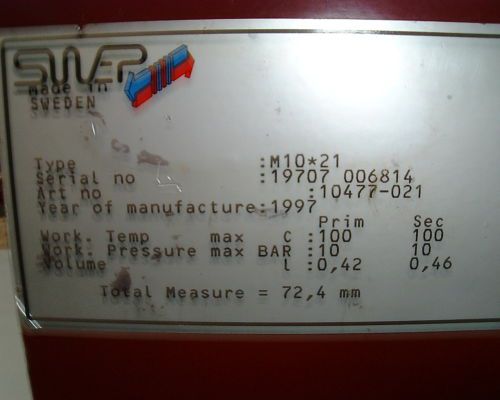 SWEP
made in
SWEDEN
Type :M10*21
Serial no :19707 006814
Art no :10477-021
Year of manufacture:1997
Prim Sec
Work. Temp max C :100 100
Work. Pressure max BAR :10 10
Volume l :0,42 0,46
Total Measure = 72,4 mm